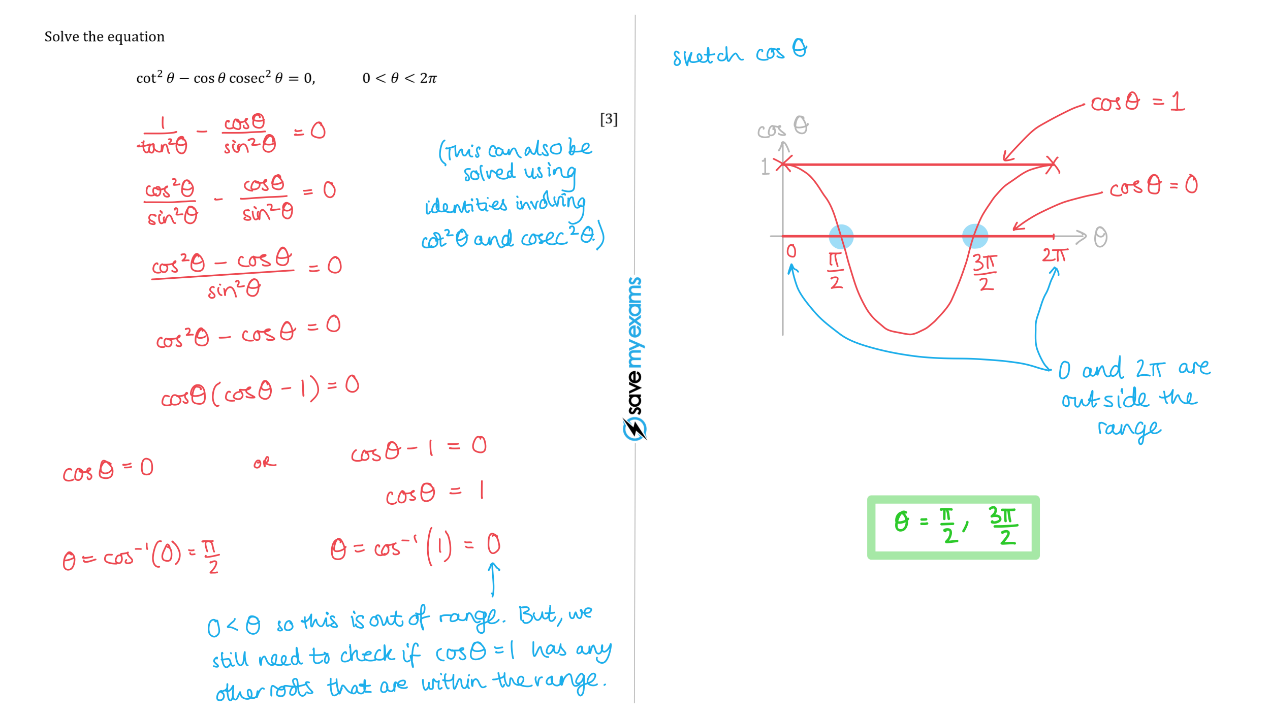 Solve the equation
cot² θ − cos θ cosec² θ = 0, 0 < θ < 2π
[3]
1/tan²θ − cosθ/sin²θ = 0
cos²θ/sin²θ − cosθ/sin²θ = 0
(cos²θ − cosθ)/sin²θ = 0
cos²θ − cosθ = 0
cosθ(cosθ − 1) = 0
cosθ = 0 OR cosθ − 1 = 0
cosθ = 1
θ = cos⁻¹(0) = π/2 θ = cos⁻¹(1) = 0
(This can also be
solved using
identities involving
cot²θ and cosec²θ.)
0 < θ so this is out of range. But, we
still need to check if cosθ = 1 has any
other roots that are within the range.
savemyexams
sketch cos θ
cosθ = 1
cos θ
1
cosθ = 0
θ
0 π/2 3π/2 2π
0 and 2π are
outside the
range
θ = π/2, 3π/2